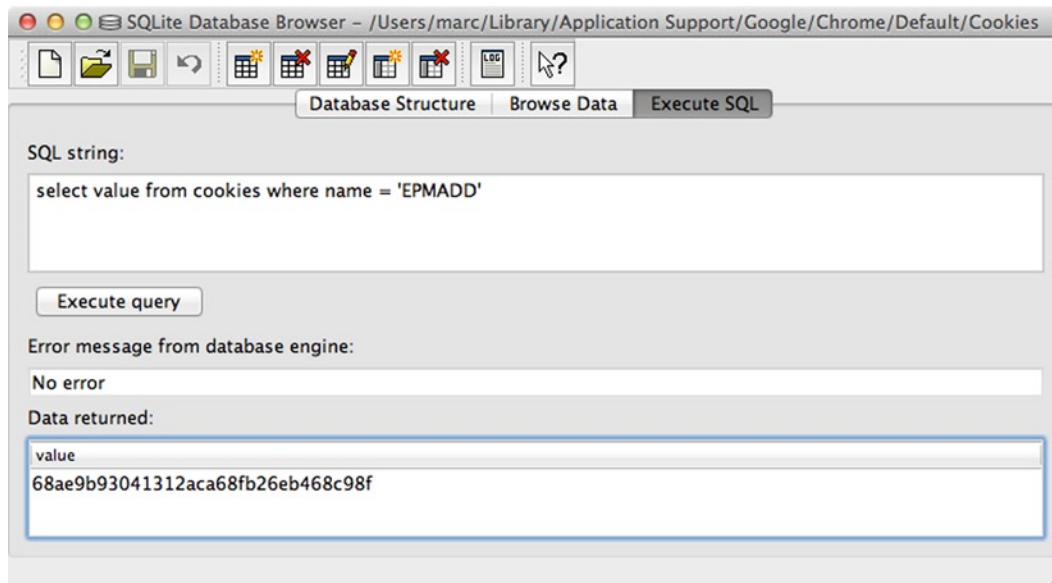 SQLite Database Browser – /Users/marc/Library/Application Support/Google/Chrome/Default/Cookies
LOG
?
Database Structure Browse Data Execute SQL
SQL string:
select value from cookies where name = 'EPMADD'
Execute query
Error message from database engine:
No error
Data returned:
value
68ae9b93041312aca68fb26eb468c98f